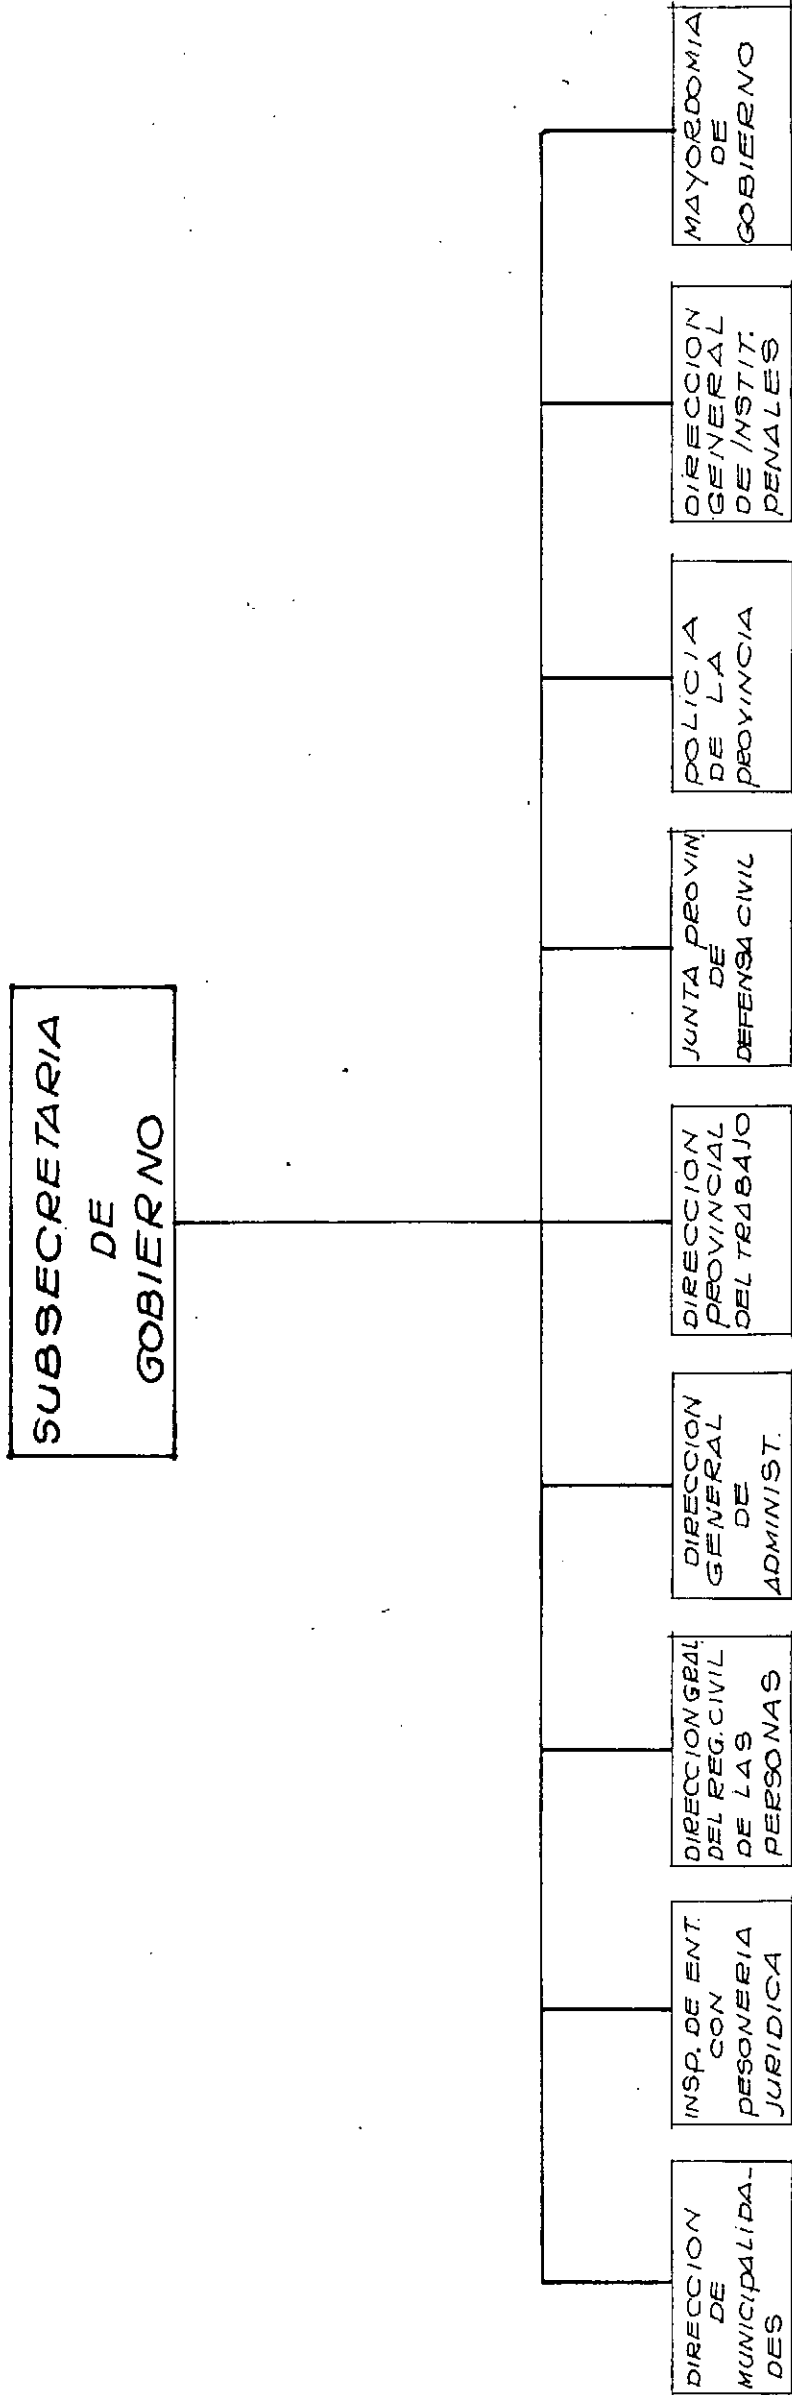 SUBSECRETARIA
DE
GOBIERNO
DIRECCION
DE
MUNICIPALIDA-
DES
INSP. DE ENT.
CON
PESONERIA
JURIDICA
DIRECCION GRAL
DEL REG. CIVIL
DE LAS
PERSONAS
DIRECCION
GENERAL
DE
ADMINIST.
DIRECCION
PROVINCIAL
DEL TRABAJO
JUNTA PROVIN.
DE
DEFENSA CIVIL
POLICIA
DE LA
PROVINCIA
DIRECCION
GENERAL
DE INSTIT.
PENALES
MAYORDOMIA
DE
GOBIERNO